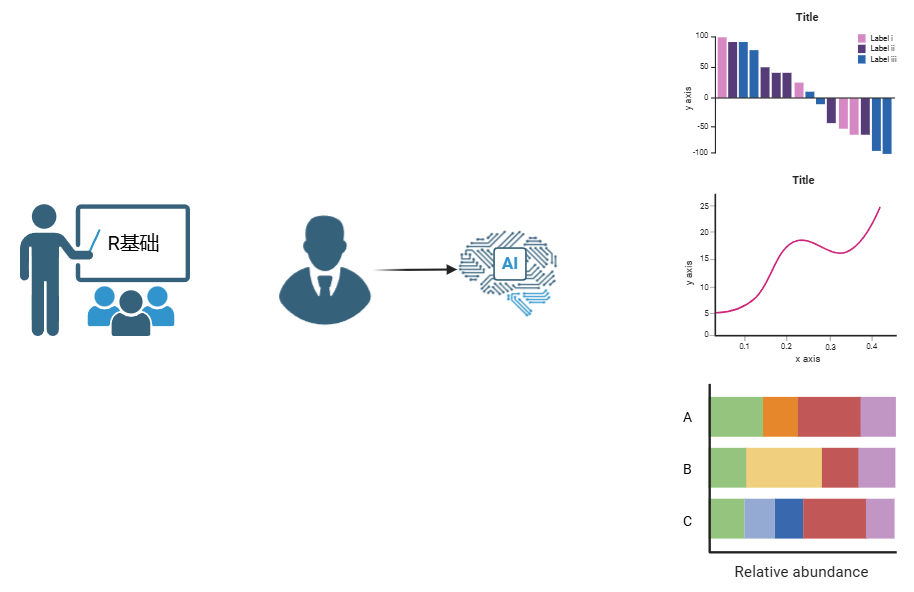 R基础
AI
Title
100
50
0
-50
-100
y axis
Label i
Label ii
Label iii
Title
25
20
15
10
5
0
y axis
0.1
0.2
0.3
0.4
x axis
A
B
C
Relative abundance